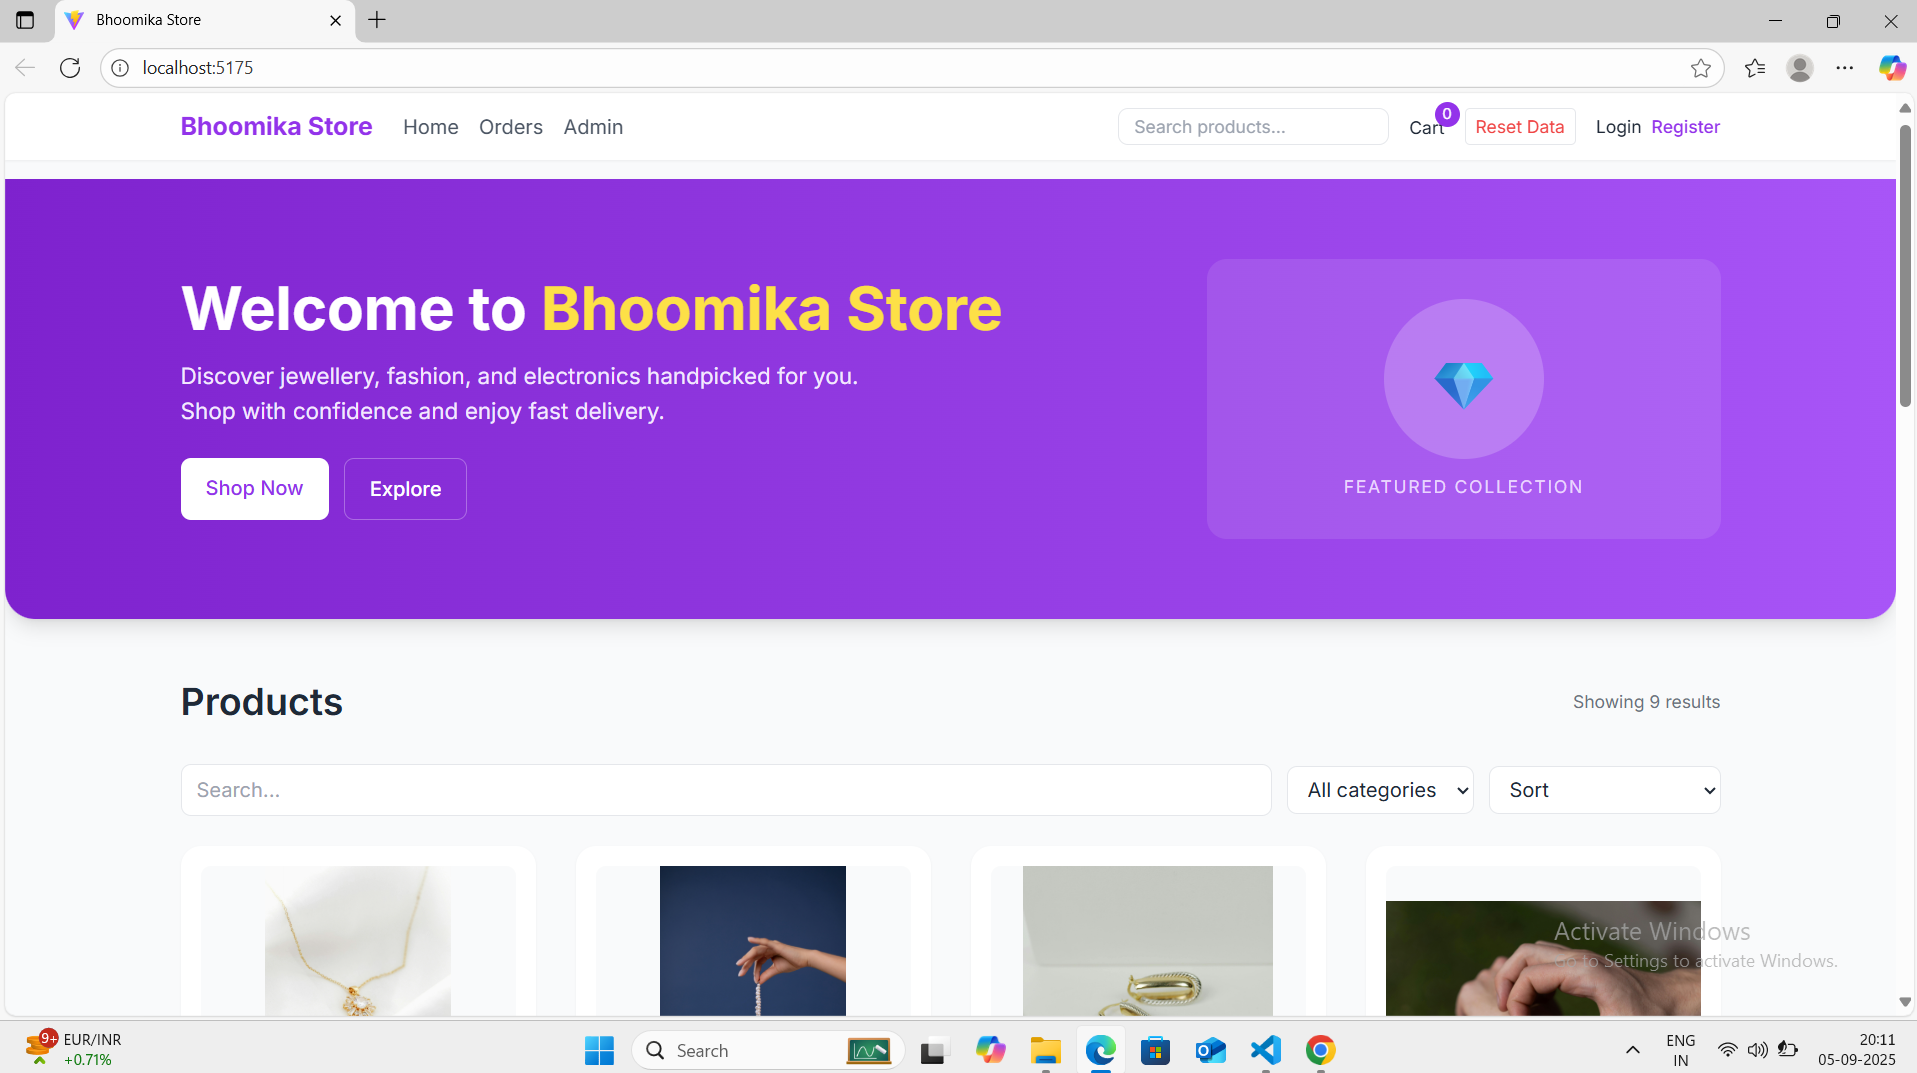 Bhoomika Store
localhost:5175
Bhoomika Store Home Orders Admin Search products... Cart 0 Reset Data Login Register
Welcome to Bhoomika Store
Discover jewellery, fashion, and electronics handpicked for you.
Shop with confidence and enjoy fast delivery.
Shop Now Explore
FEATURED COLLECTION
Products Showing 9 results
Search... All categories Sort
Activate Windows
Go to Settings to activate Windows.
9+ EUR/INR
+0.71%
Search
ENG
IN
20:11
05-09-2025